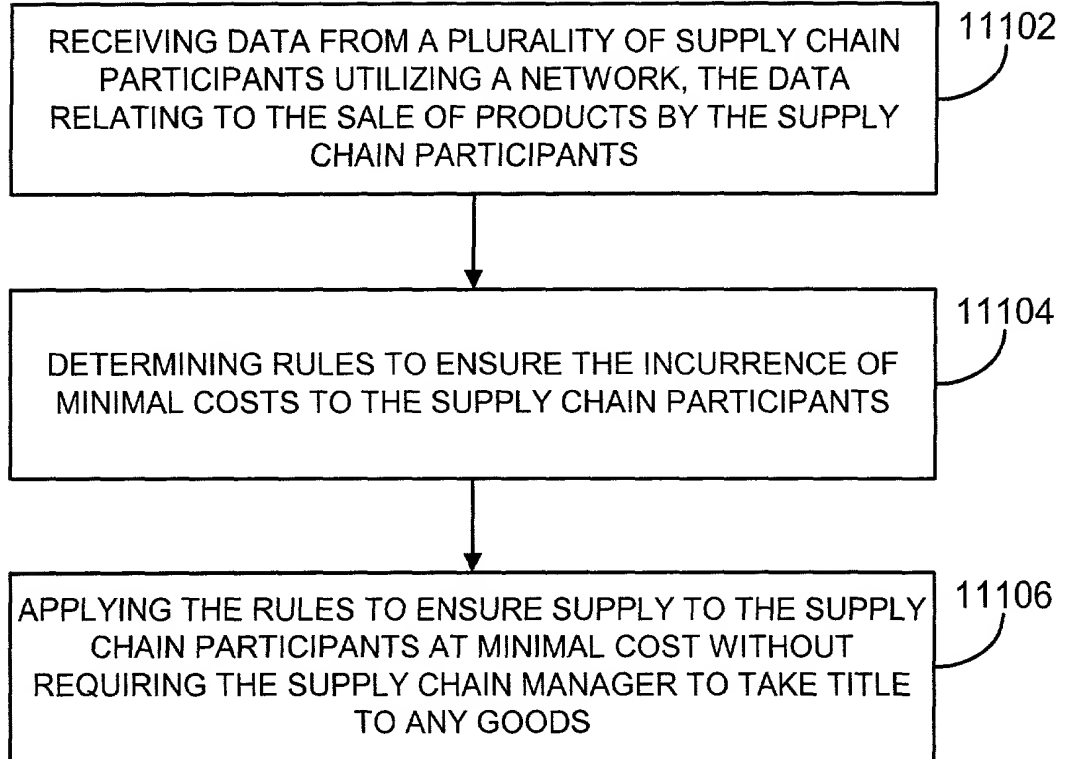 RECEIVING DATA FROM A PLURALITY OF SUPPLY CHAIN
PARTICIPANTS UTILIZING A NETWORK, THE DATA
RELATING TO THE SALE OF PRODUCTS BY THE SUPPLY
CHAIN PARTICIPANTS
11102
DETERMINING RULES TO ENSURE THE INCURRENCE OF
MINIMAL COSTS TO THE SUPPLY CHAIN PARTICIPANTS
11104
APPLYING THE RULES TO ENSURE SUPPLY TO THE SUPPLY
CHAIN PARTICIPANTS AT MINIMAL COST WITHOUT
REQUIRING THE SUPPLY CHAIN MANAGER TO TAKE TITLE
TO ANY GOODS
11106